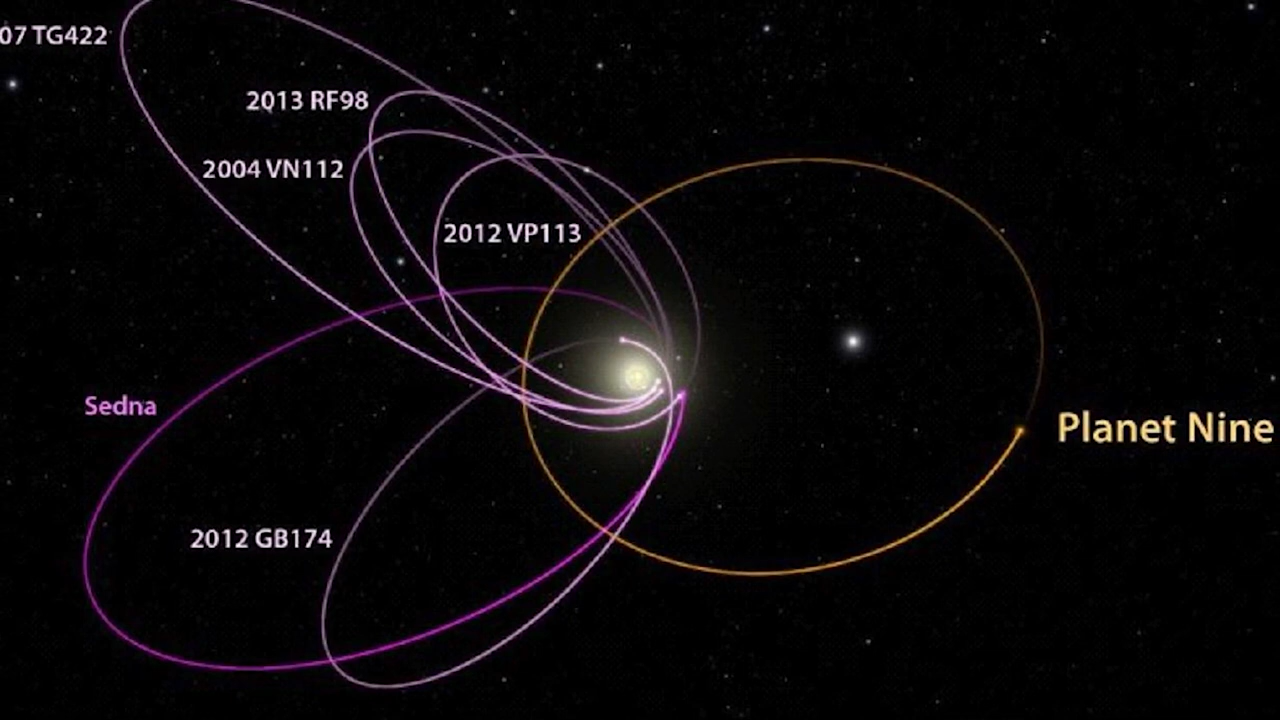 07 TG422
2013 RF98
2004 VN112
2012 VP113
Sedna
Planet Nine
2012 GB174